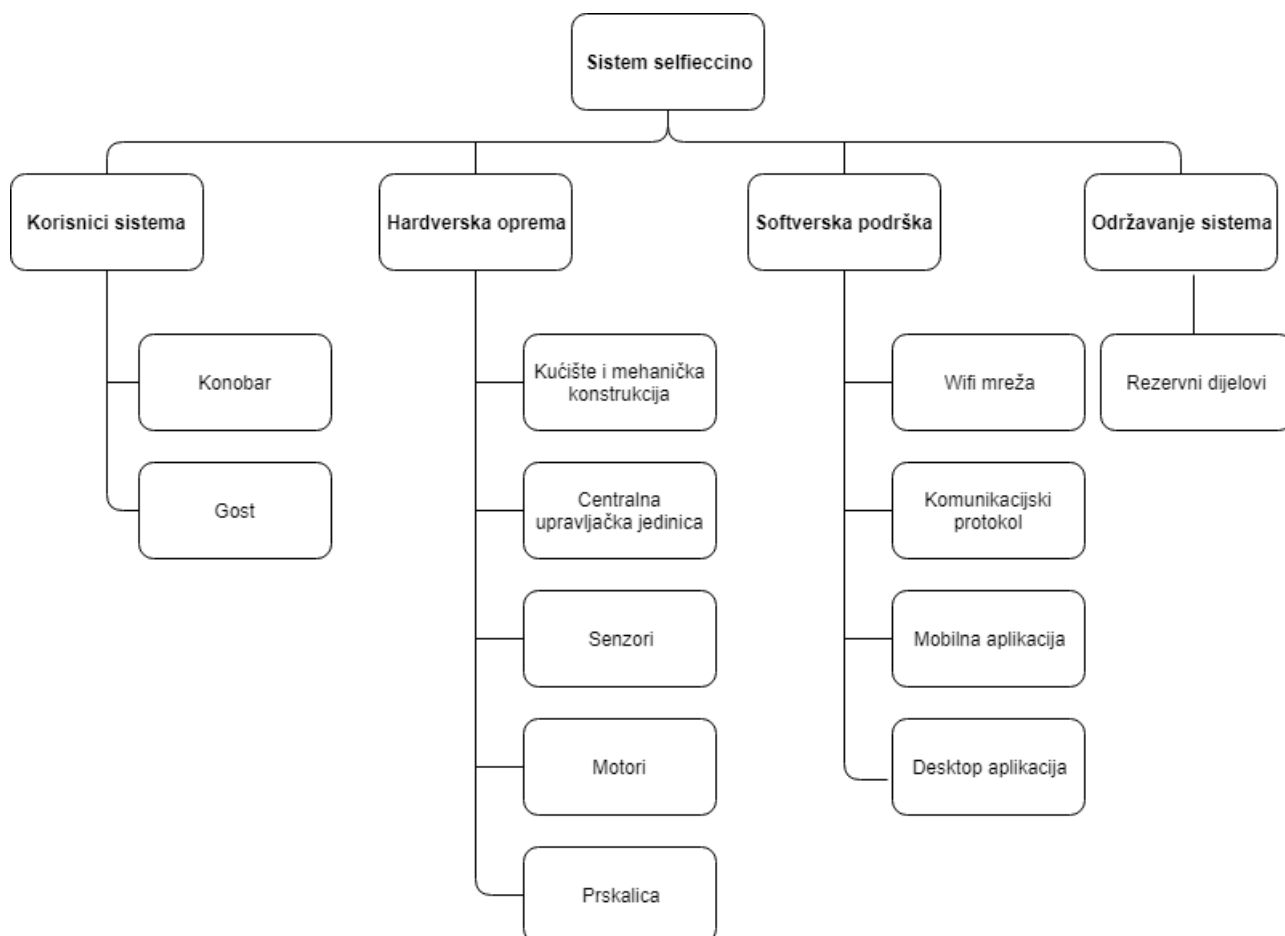 Sistem selfieccino
Korisnici sistema
Hardverska oprema
Softverska podrška
Održavanje sistema
Konobar
Gost
Kućište i mehanička
konstrukcija
Centralna
upravljačka jedinica
Senzori
Motori
Prskalica
Wifi mreža
Komunikacijski
protokol
Mobilna aplikacija
Desktop aplikacija
Rezervni dijelovi